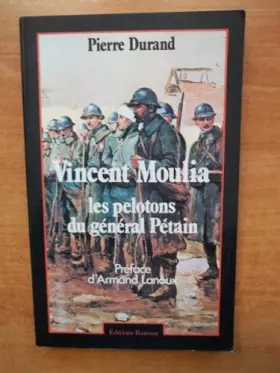 Pierre Durand
Vincent Moulia
les pelotons
du général Pétain
Préface
d'Armand Lanoux
Éditions Ramsay